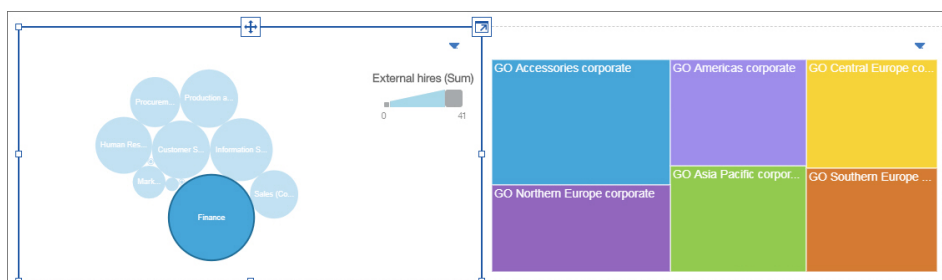 External hires (Sum)
0 41
Procurem...
Production a...
Human Res...
Customer S...
Information S...
Mark...
Sales (Co...
Finance
GO Accessories corporate
GO Americas corporate
GO Central Europe co...
GO Northern Europe corporate
GO Asia Pacific corpor...
GO Southern Europe ...